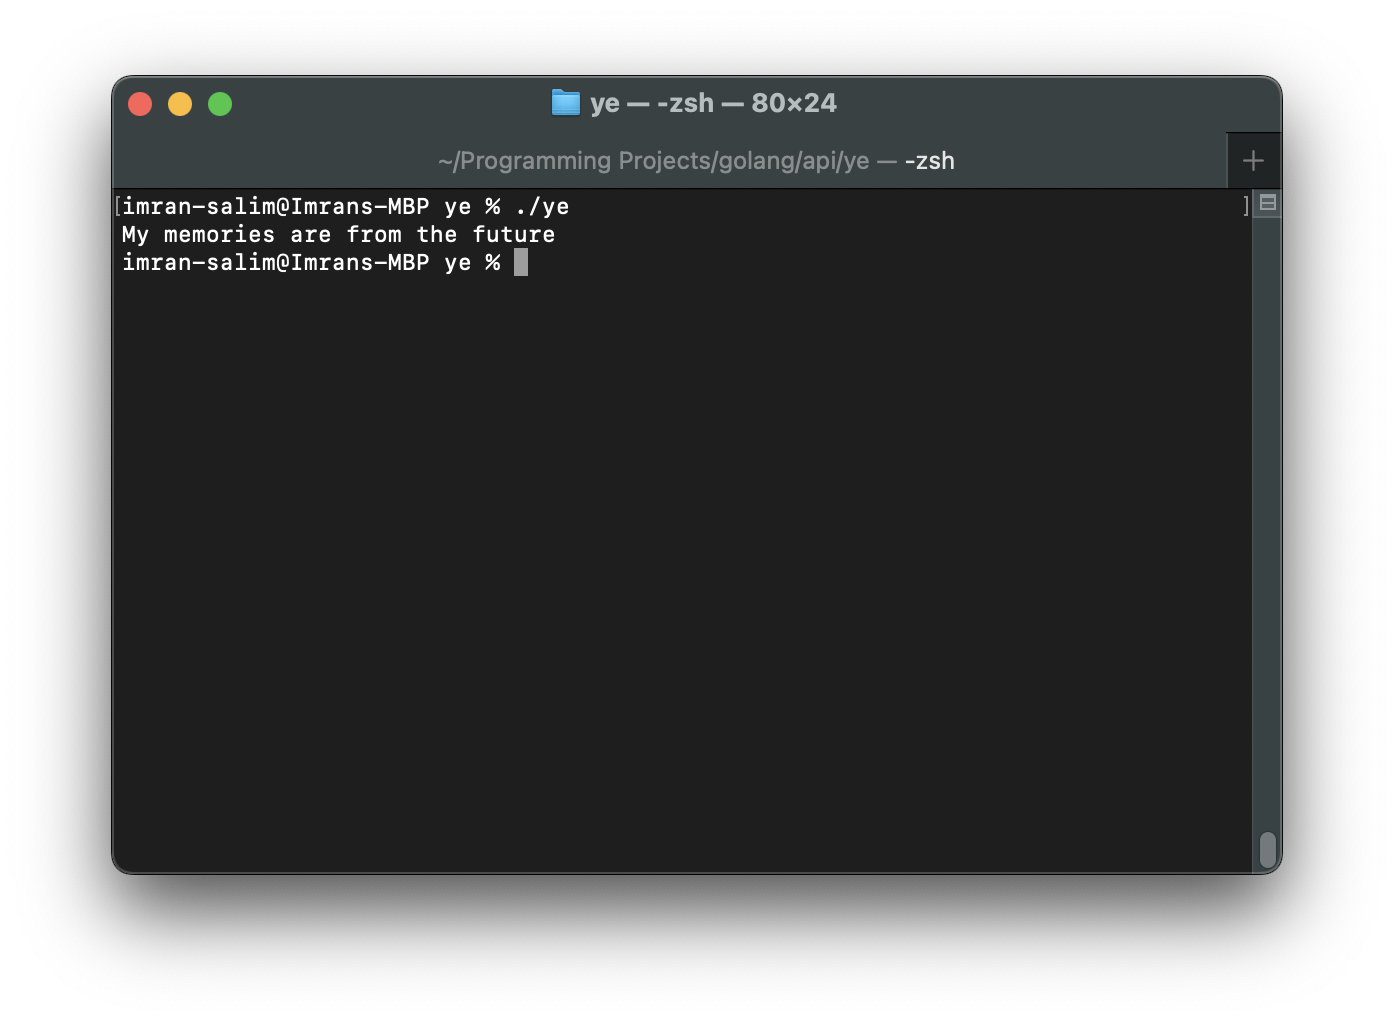 ye — -zsh — 80×24
~/Programming Projects/golang/api/ye — -zsh
[imran-salim@Imrans-MBP ye % ./ye ]
My memories are from the future
imran-salim@Imrans-MBP ye %